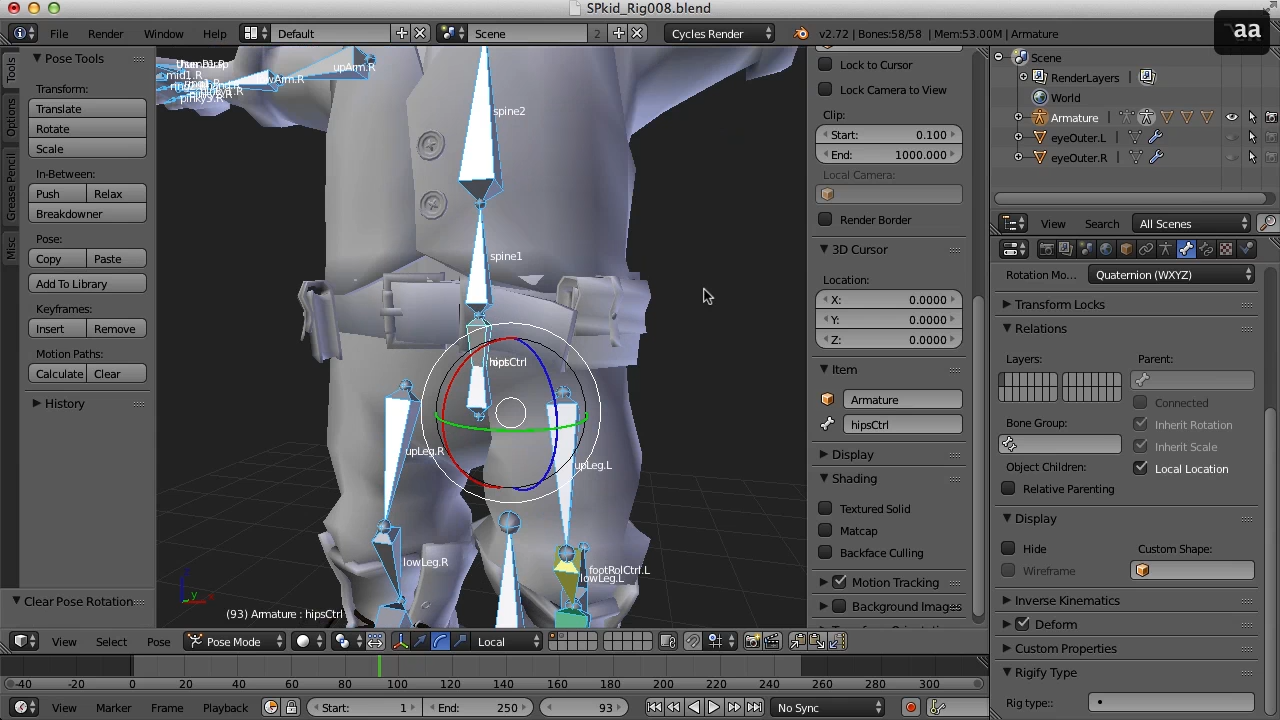 SPkid_Rig008.blend
aa
File Render Window Help Default Scene 2 Cycles Render v2.72 | Bones:58/58 | Mem:53.00M | Armature
Tools
Options
Grease Pencil
Misc
Pose Tools
Transform:
Translate
Rotate
Scale
In-Between:
Push Relax
Breakdowner
Pose:
Copy Paste
Add To Library
Keyframes:
Insert Remove
Motion Paths:
Calculate Clear
History
Clear Pose Rotation
mid1.R
pinky3.R
upArm.R
spine2
spine1
hipsCtrl
upLeg.R
upLeg.L
lowLeg.R
footRolCtrl.L
lowLeg.L
z
y
(93) Armature : hipsCtrl
Lock to Cursor
Lock Camera to View
Clip:
Start: 0.100
End: 1000.000
Local Camera:
Render Border
3D Cursor
Location:
X: 0.0000
Y: 0.0000
Z: 0.0000
Item
Armature
hipsCtrl
Display
Shading
Textured Solid
Matcap
Backface Culling
Motion Tracking
Background Images
Scene
RenderLayers
World
Armature
eyeOuter.L
eyeOuter.R
View Search All Scenes
Rotation Mo... Quaternion (WXYZ)
Transform Locks
Relations
Layers: Parent:
Connected
Bone Group: Inherit Rotation
Inherit Scale
Object Children: Local Location
Relative Parenting
Display
Hide Custom Shape:
Wireframe
Inverse Kinematics
Deform
Custom Properties
Rigify Type
Rig type::
View Select Pose Pose Mode Local
-40 -20 0 20 40 60 80 100 120 140 160 180 200 220 240 260 280 300
View Marker Frame Playback Start: 1 End: 250 93 No Sync